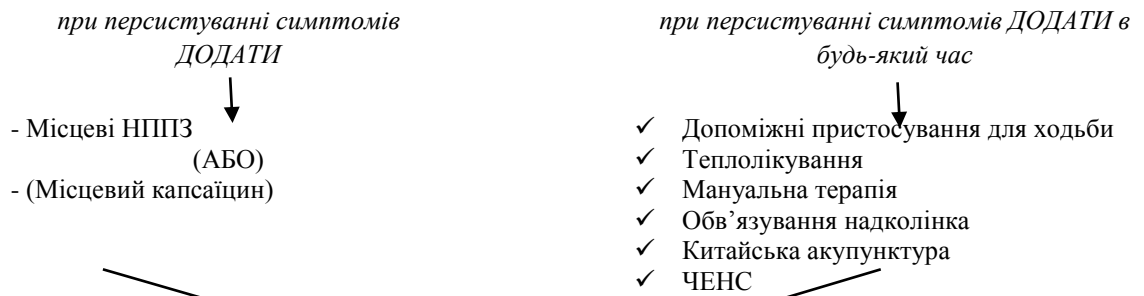 при персистуванні симптомів
ДОДАТИ
- Місцеві НППЗ
(АБО)
- (Місцевий капсаїцин)
при персистуванні симптомів ДОДАТИ в
будь-який час
✓ Допоміжні пристосування для ходьби
✓ Теплолікування
✓ Мануальна терапія
✓ Обв’язування надколінка
✓ Китайська акупунктура
✓ ЧЕНС